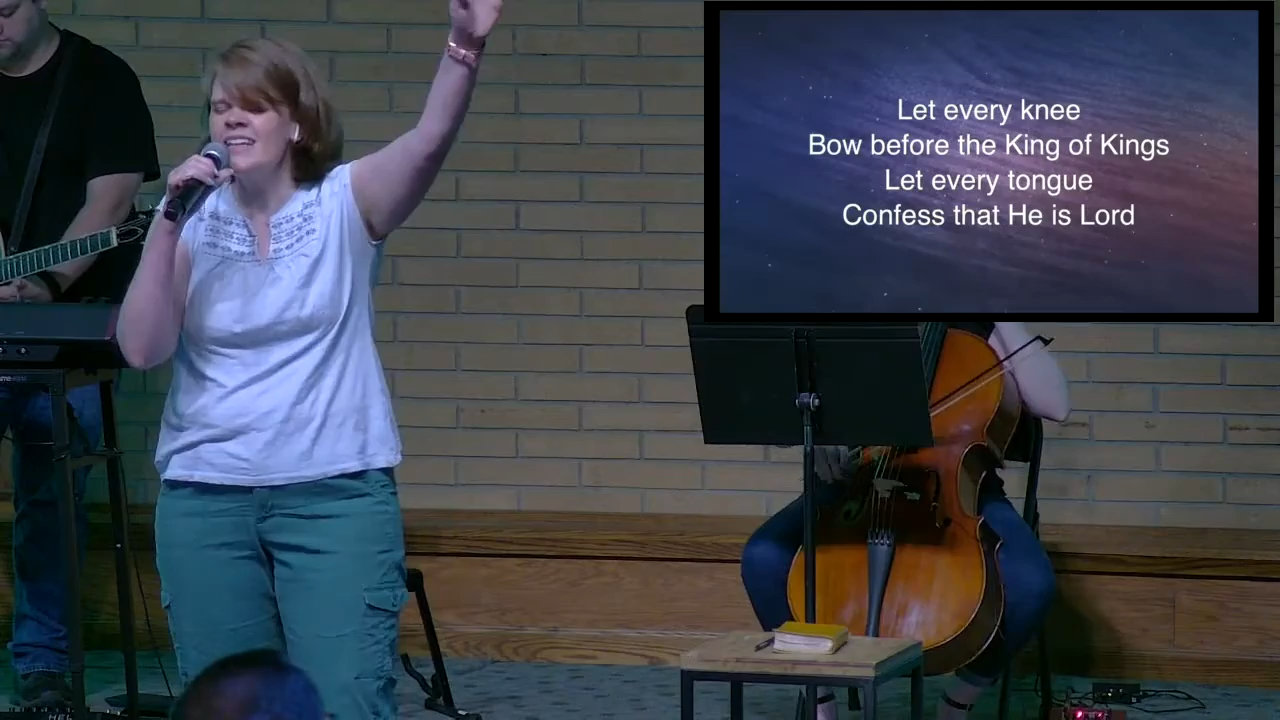 Let every knee
Bow before the King of Kings
Let every tongue
Confess that He is Lord